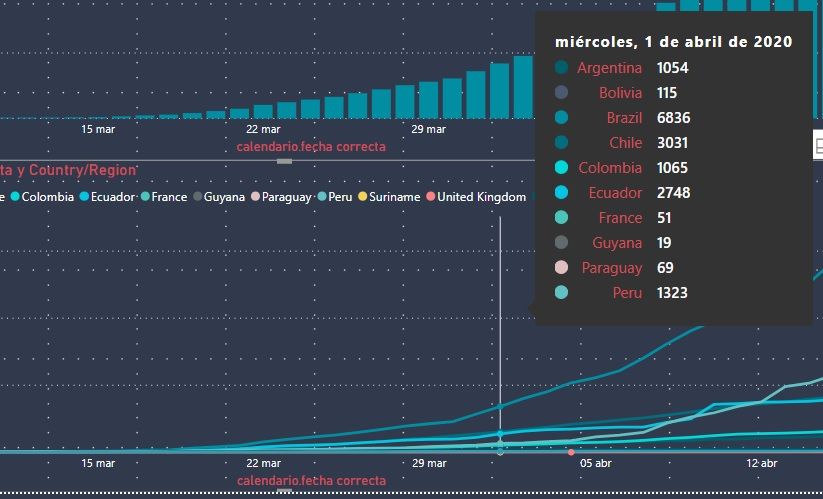 miércoles, 1 de abril de 2020
Argentina 1054
Bolivia 115
Brazil 6836
Chile 3031
Colombia 1065
Ecuador 2748
France 51
Guyana 19
Paraguay 69
Peru 1323
15 mar 22 mar 29 mar
calendario.fecha correcta
ta y Country/Region
e Colombia Ecuador France Guyana Paraguay Peru Suriname United Kingdom
15 mar 22 mar 29 mar 05 abr 12 abr
calendario.fecha correcta